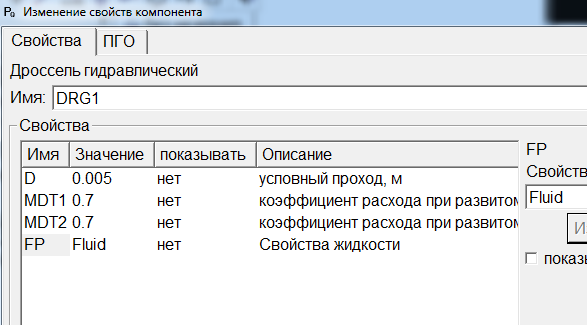 PQ Изменение свойств компонента
Свойства ПГО
Дроссель гидравлический
Имя: DRG1
Свойства
Имя Значение показывать Описание
D 0.005 нет условный проход, м
MDT1 0.7 нет коэффициент расхода при развитом
MDT2 0.7 нет коэффициент расхода при развитом
FP Fluid нет Свойства жидкости
FP
Свойств
Fluid
показы